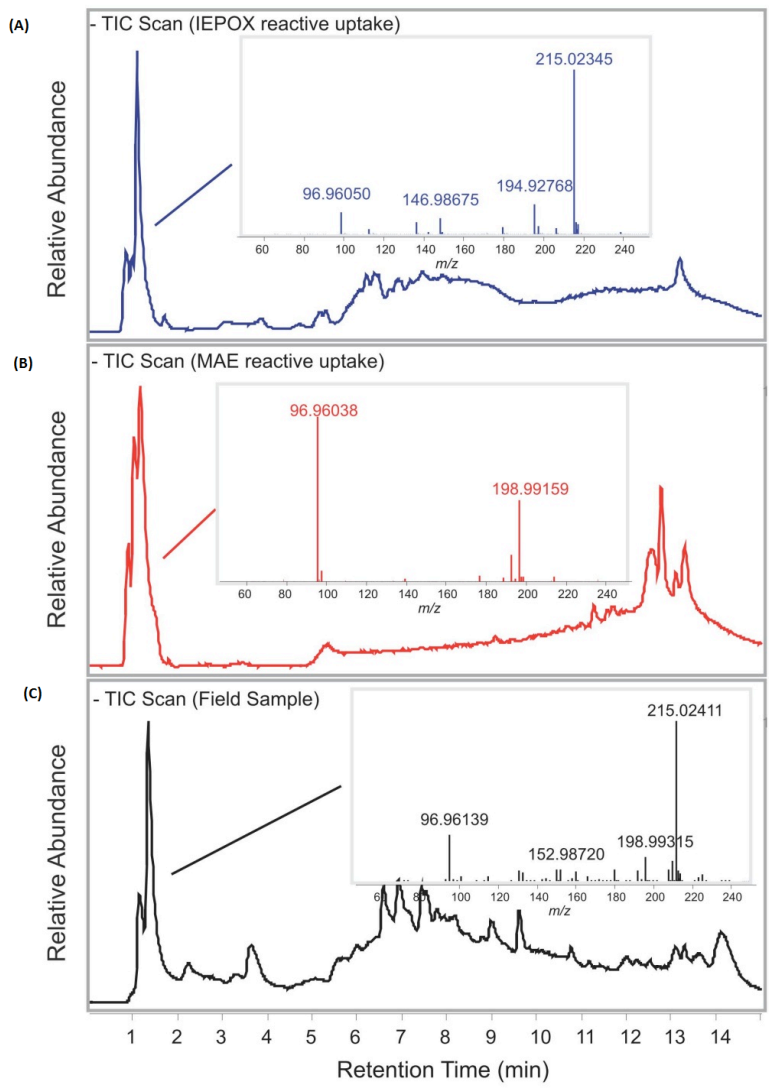 (A)
- TIC Scan (IEPOX reactive uptake)
Relative Abundance
215.02345
96.96050
146.98675
194.92768
60 80 100 120 140 160 180 200 220 240
m/z
(B)
- TIC Scan (MAE reactive uptake)
Relative Abundance
96.96038
198.99159
60 80 100 120 140 160 180 200 220 240
m/z
(C)
- TIC Scan (Field Sample)
Relative Abundance
215.02411
96.96139
152.98720
198.99315
80 100 120 140 160 180 200 220 240
m/z
1 2 3 4 5 6 7 8 9 10 11 12 13 14
Retention Time (min)